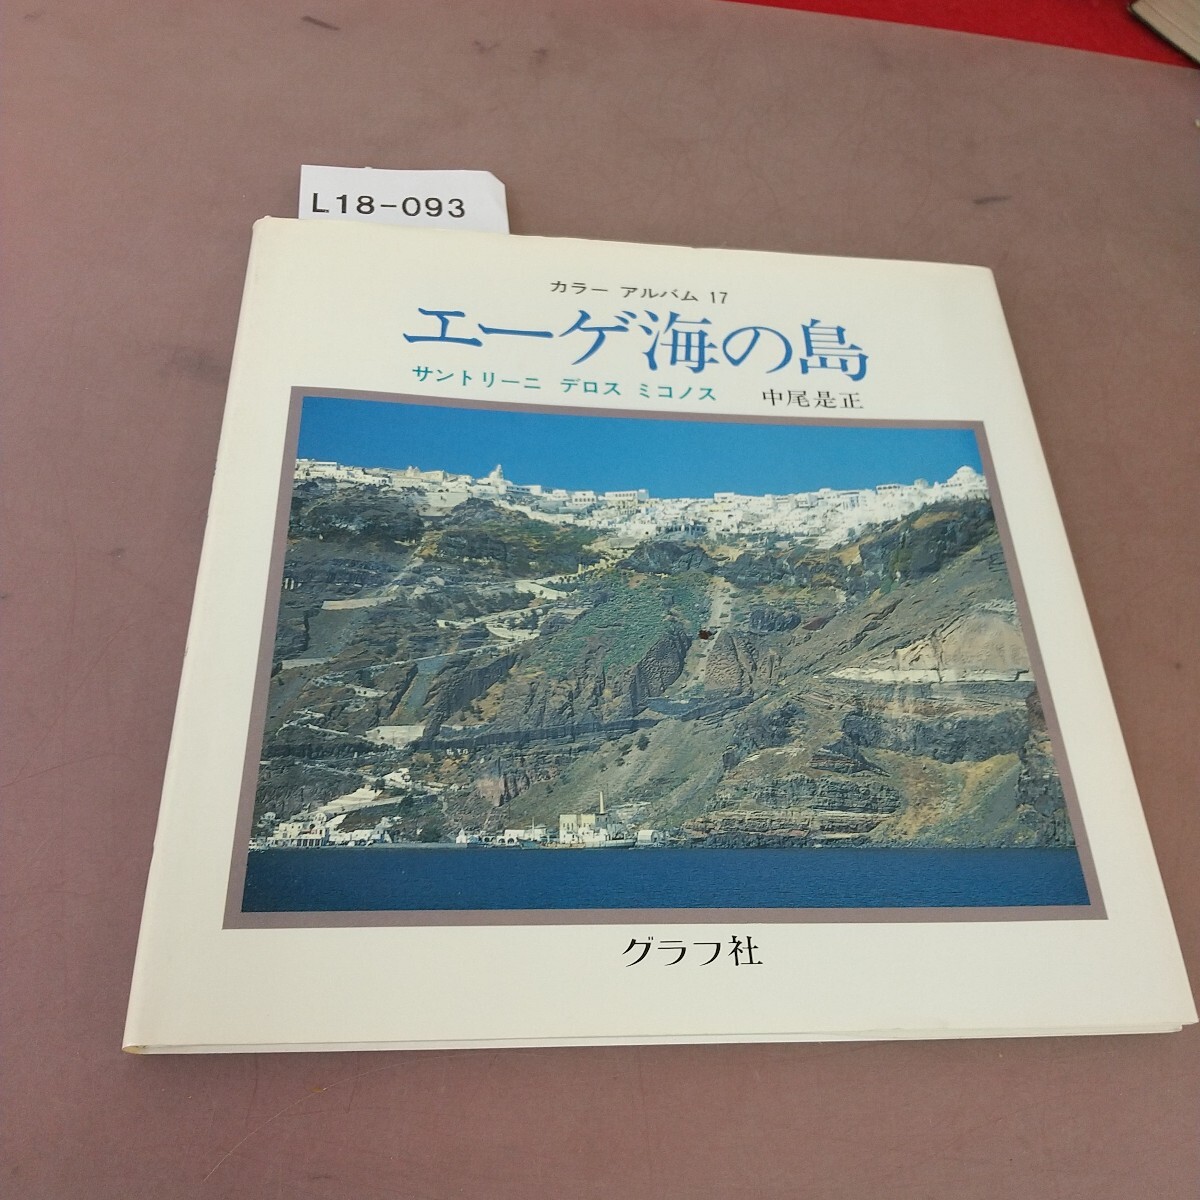 L18-093
カラー アルバム 17
エーゲ海の島
サントリーニ デロス ミコノス 中尾是正
グラフ社